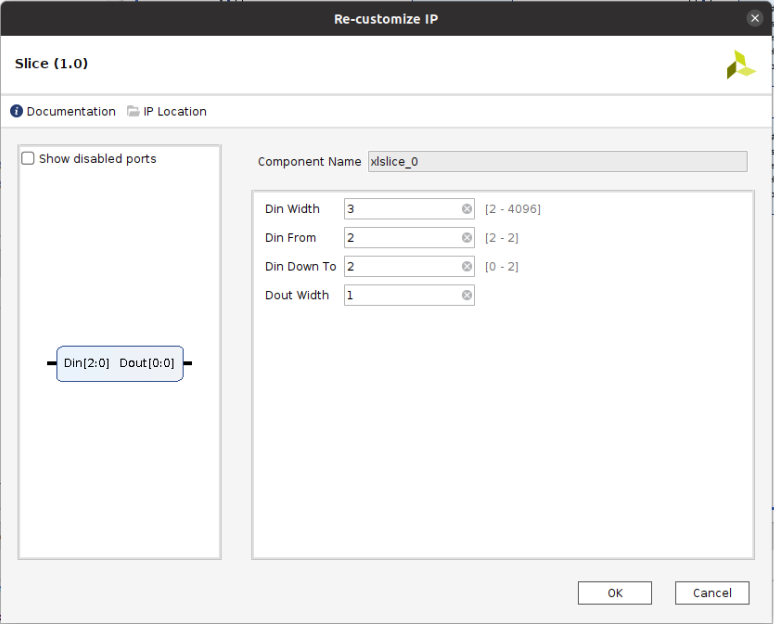 Re-customize IP
Slice (1.0)
Documentation IP Location
Show disabled ports
Component Name xlslice_0
Din Width 3 [2 - 4096]
Din From 2 [2 - 2]
Din Down To 2 [0 - 2]
Dout Width 1
Din[2:0] Dout[0:0]
OK Cancel